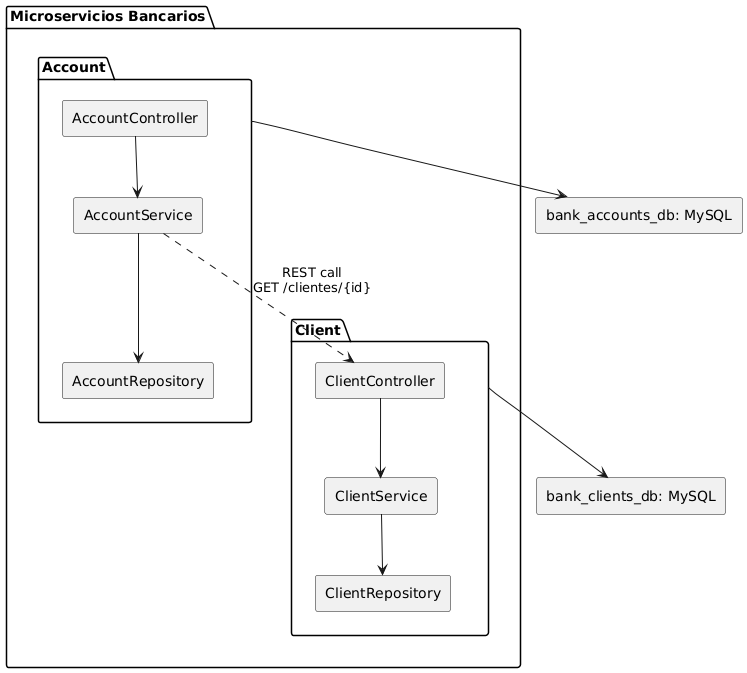 Microservicios Bancarios
Account
AccountController
AccountService
bank_accounts_db: MySQL
REST call
GET /clientes/{id}
Client
AccountRepository
ClientController
ClientService
bank_clients_db: MySQL
ClientRepository